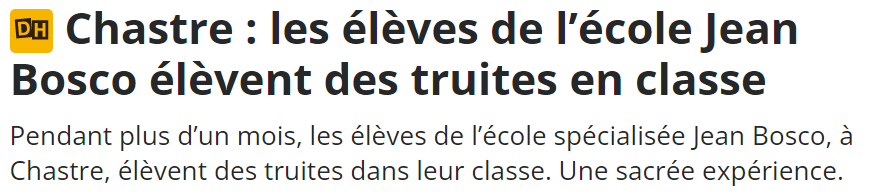 DH Chastre : les élèves de l’école Jean
Bosco élèvent des truites en classe
Pendant plus d’un mois, les élèves de l’école spécialisée Jean Bosco, à
Chastre, élèvent des truites dans leur classe. Une sacrée expérience.